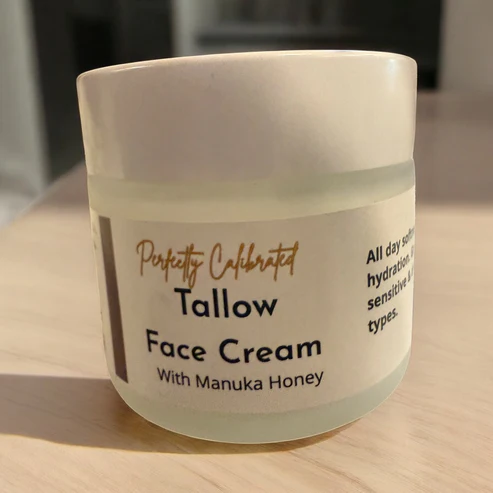 Perfectly Calibrated
Tallow
Face Cream
With Manuka Honey
All day
hydration.
sensitive &
types.